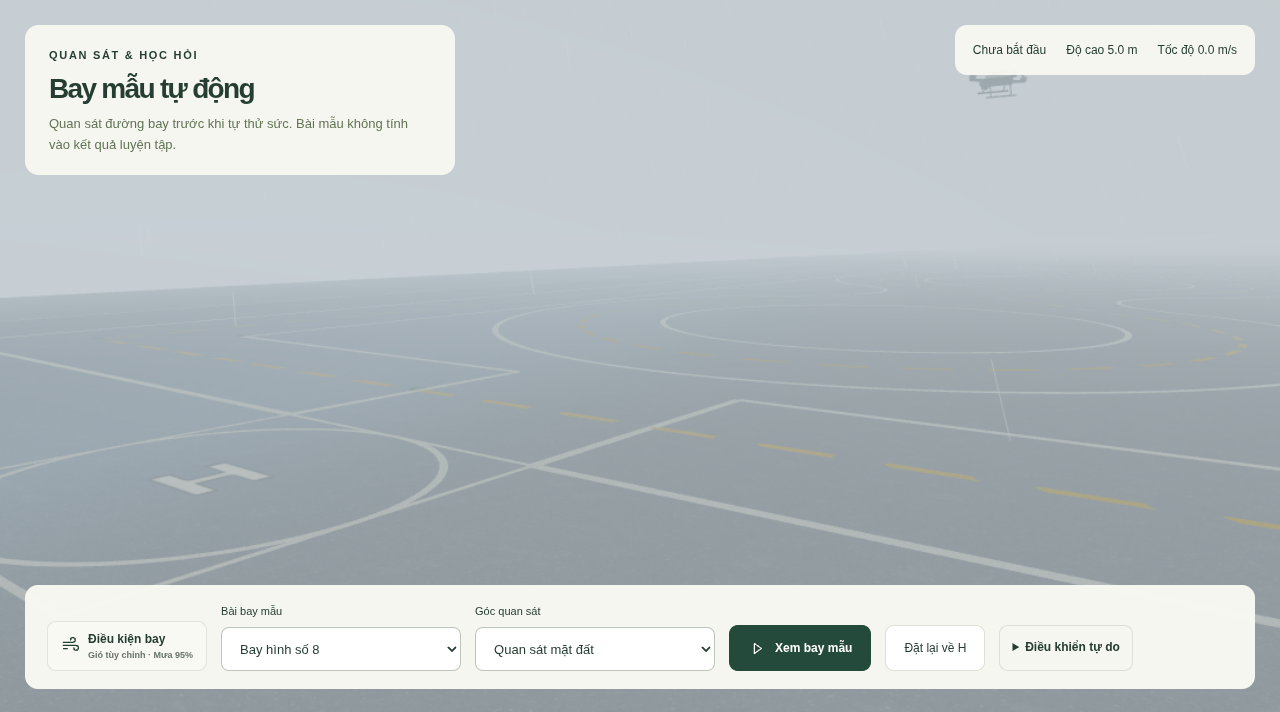 QUAN SÁT & HỌC HỎI
Bay mẫu tự động
Quan sát đường bay trước khi tự thử sức. Bài mẫu không tính
vào kết quả luyện tập.
Chưa bắt đầu Độ cao 5.0 m Tốc độ 0.0 m/s
H
Điều kiện bay
Gió tùy chỉnh · Mưa 95%
Bài bay mẫu
Bay hình số 8
Góc quan sát
Quan sát mặt đất
Xem bay mẫu
Đặt lại về H
Điều khiển tự do